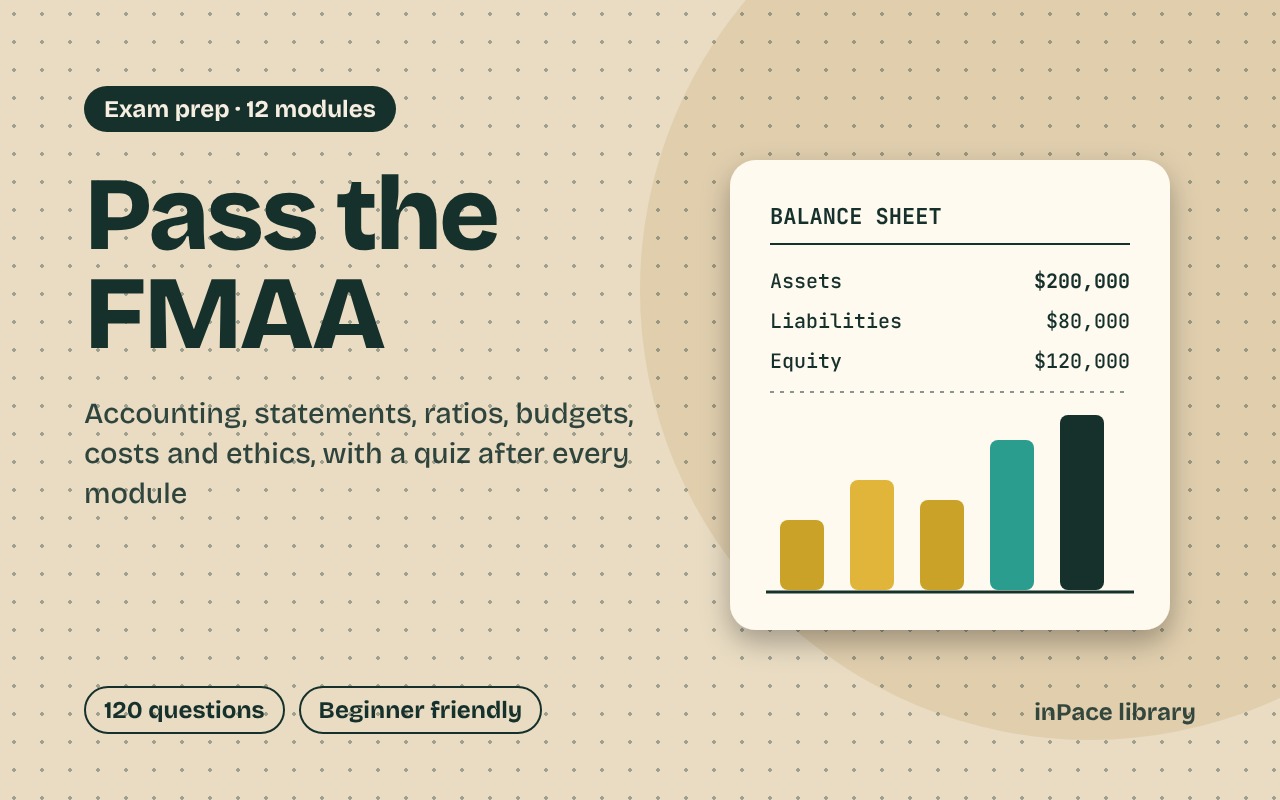 Exam prep · 12 modules
Pass the
FMAA
Accounting, statements, ratios, budgets,
costs and ethics, with a quiz after every
module
BALANCE SHEET
Assets $200,000
Liabilities $80,000
Equity $120,000
120 questions
Beginner friendly
inPace library